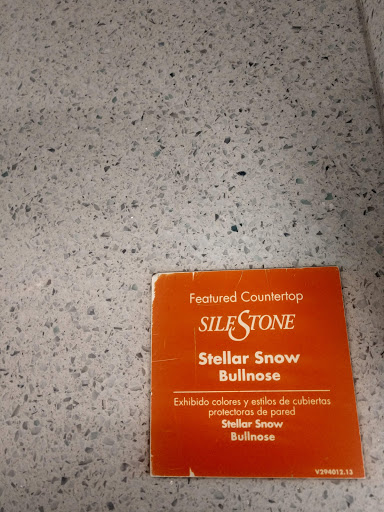 Featured Countertop
SILESTONE
Stellar Snow
Bullnose
Exhibido colores y estilos de cubiertas
protectoras de pared
Stellar Snow
Bullnose
V294012.13